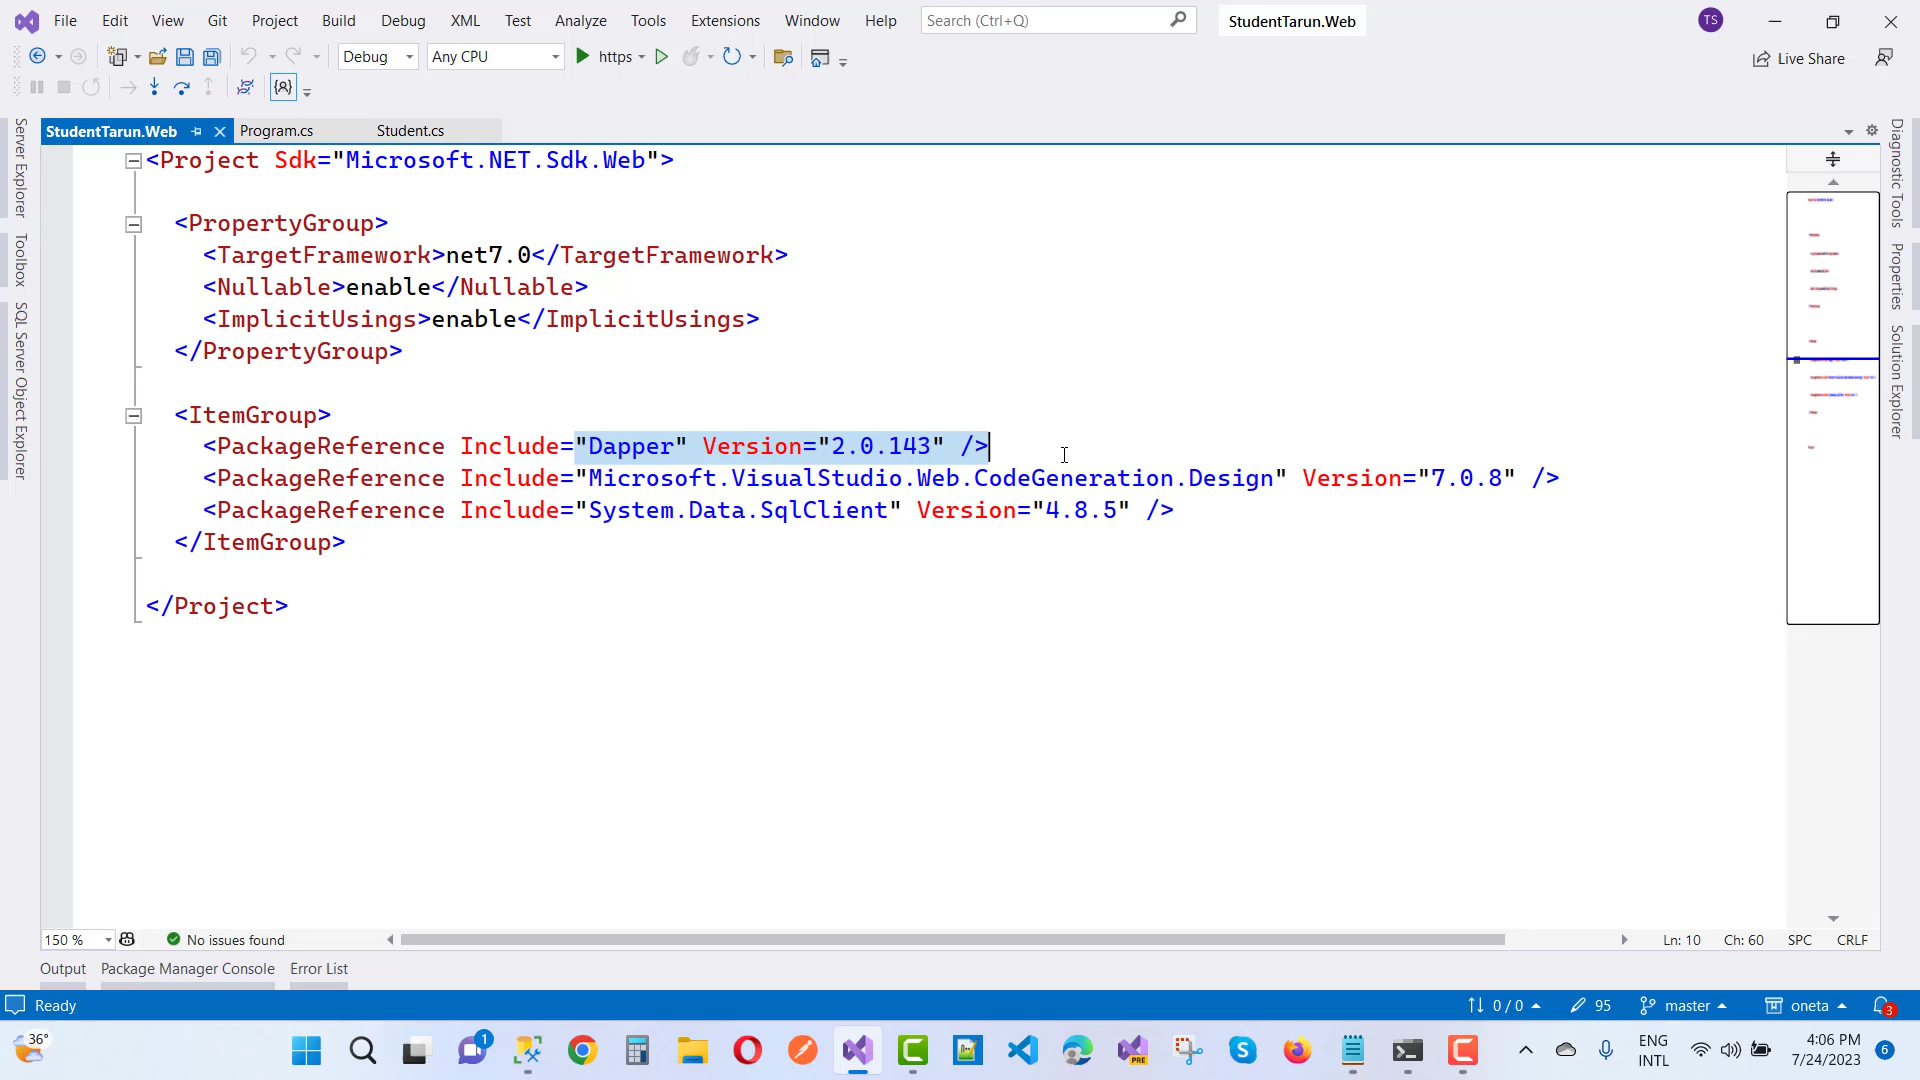 File Edit View Git Project Build Debug XML Test Analyze Tools Extensions Window Help Search (Ctrl+Q) StudentTarun.Web TS
Debug Any CPU https Live Share
StudentTarun.Web Program.cs Student.cs
Server Explorer
Toolbox
SQL Server Object Explorer
<Project Sdk="Microsoft.NET.Sdk.Web">
<PropertyGroup>
<TargetFramework>net7.0</TargetFramework>
<Nullable>enable</Nullable>
<ImplicitUsings>enable</ImplicitUsings>
</PropertyGroup>
<ItemGroup>
<PackageReference Include="Dapper" Version="2.0.143" />
<PackageReference Include="Microsoft.VisualStudio.Web.CodeGeneration.Design" Version="7.0.8" />
<PackageReference Include="System.Data.SqlClient" Version="4.8.5" />
</ItemGroup>
</Project>
Diagnostic Tools
Properties
Solution Explorer
150 % No issues found Ln: 10 Ch: 60 SPC CRLF
Output Package Manager Console Error List
Ready 0 / 0 95 master oneta 3
36° 1 PRE ENG 4:06 PM
INTL 7/24/2023 6